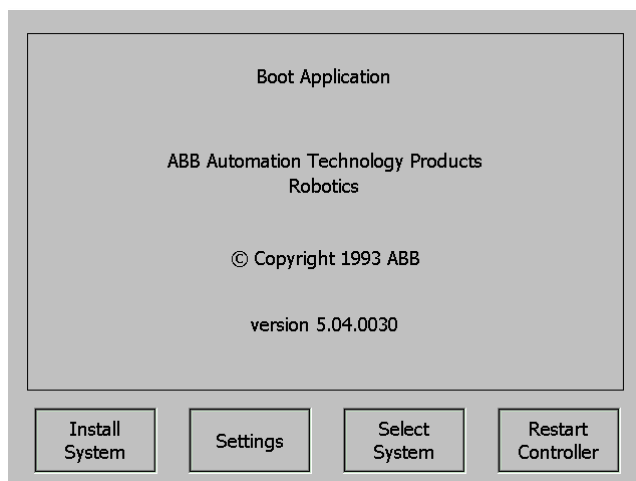 Boot Application
ABB Automation Technology Products
Robotics
© Copyright 1993 ABB
version 5.04.0030
Install
System
Settings
Select
System
Restart
Controller